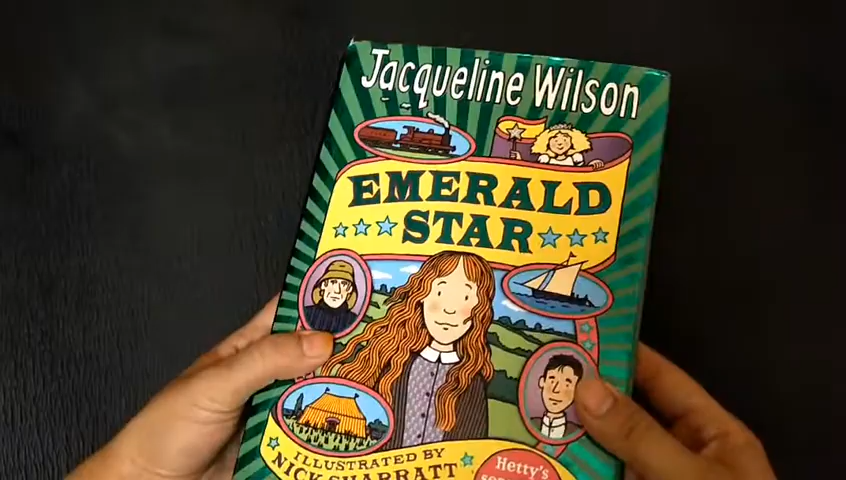 Jacqueline Wilson
EMERALD
STAR
ILLUSTRATED BY
NICK SHARRATT
Hetty's